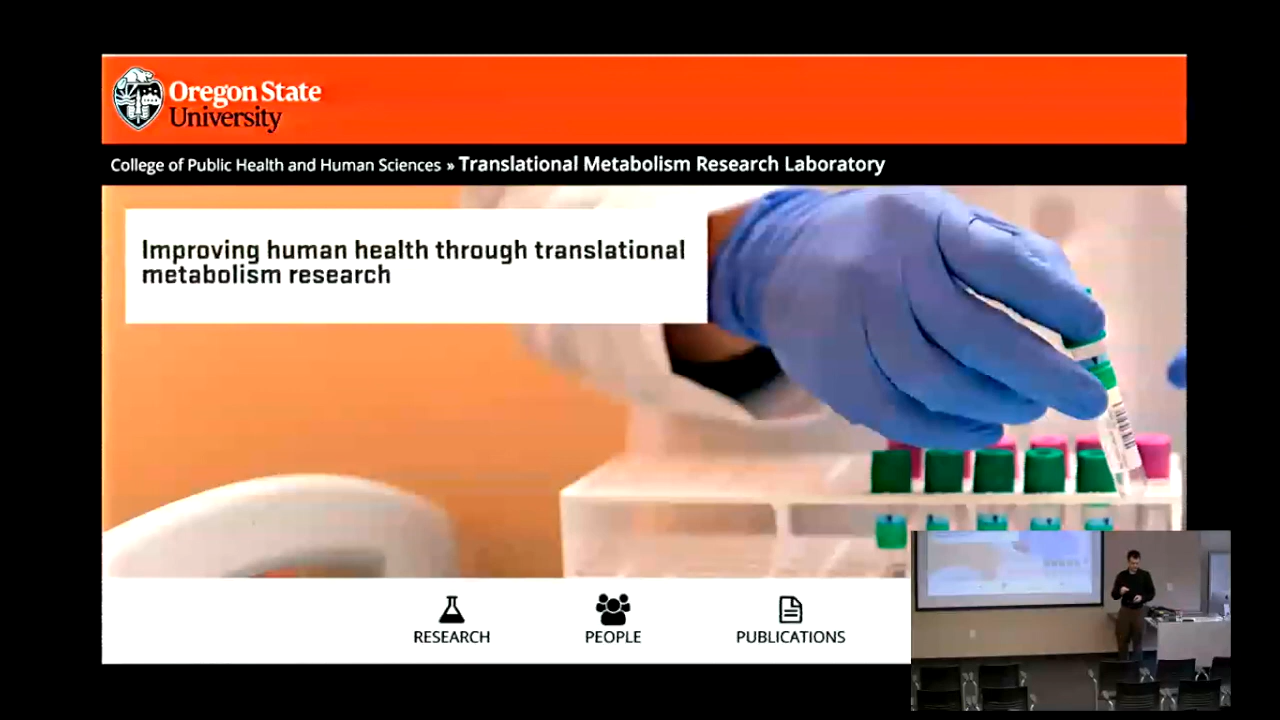 Oregon State
University
College of Public Health and Human Sciences » Translational Metabolism Research Laboratory
Improving human health through translational
metabolism research
RESEARCH PEOPLE PUBLICATIONS